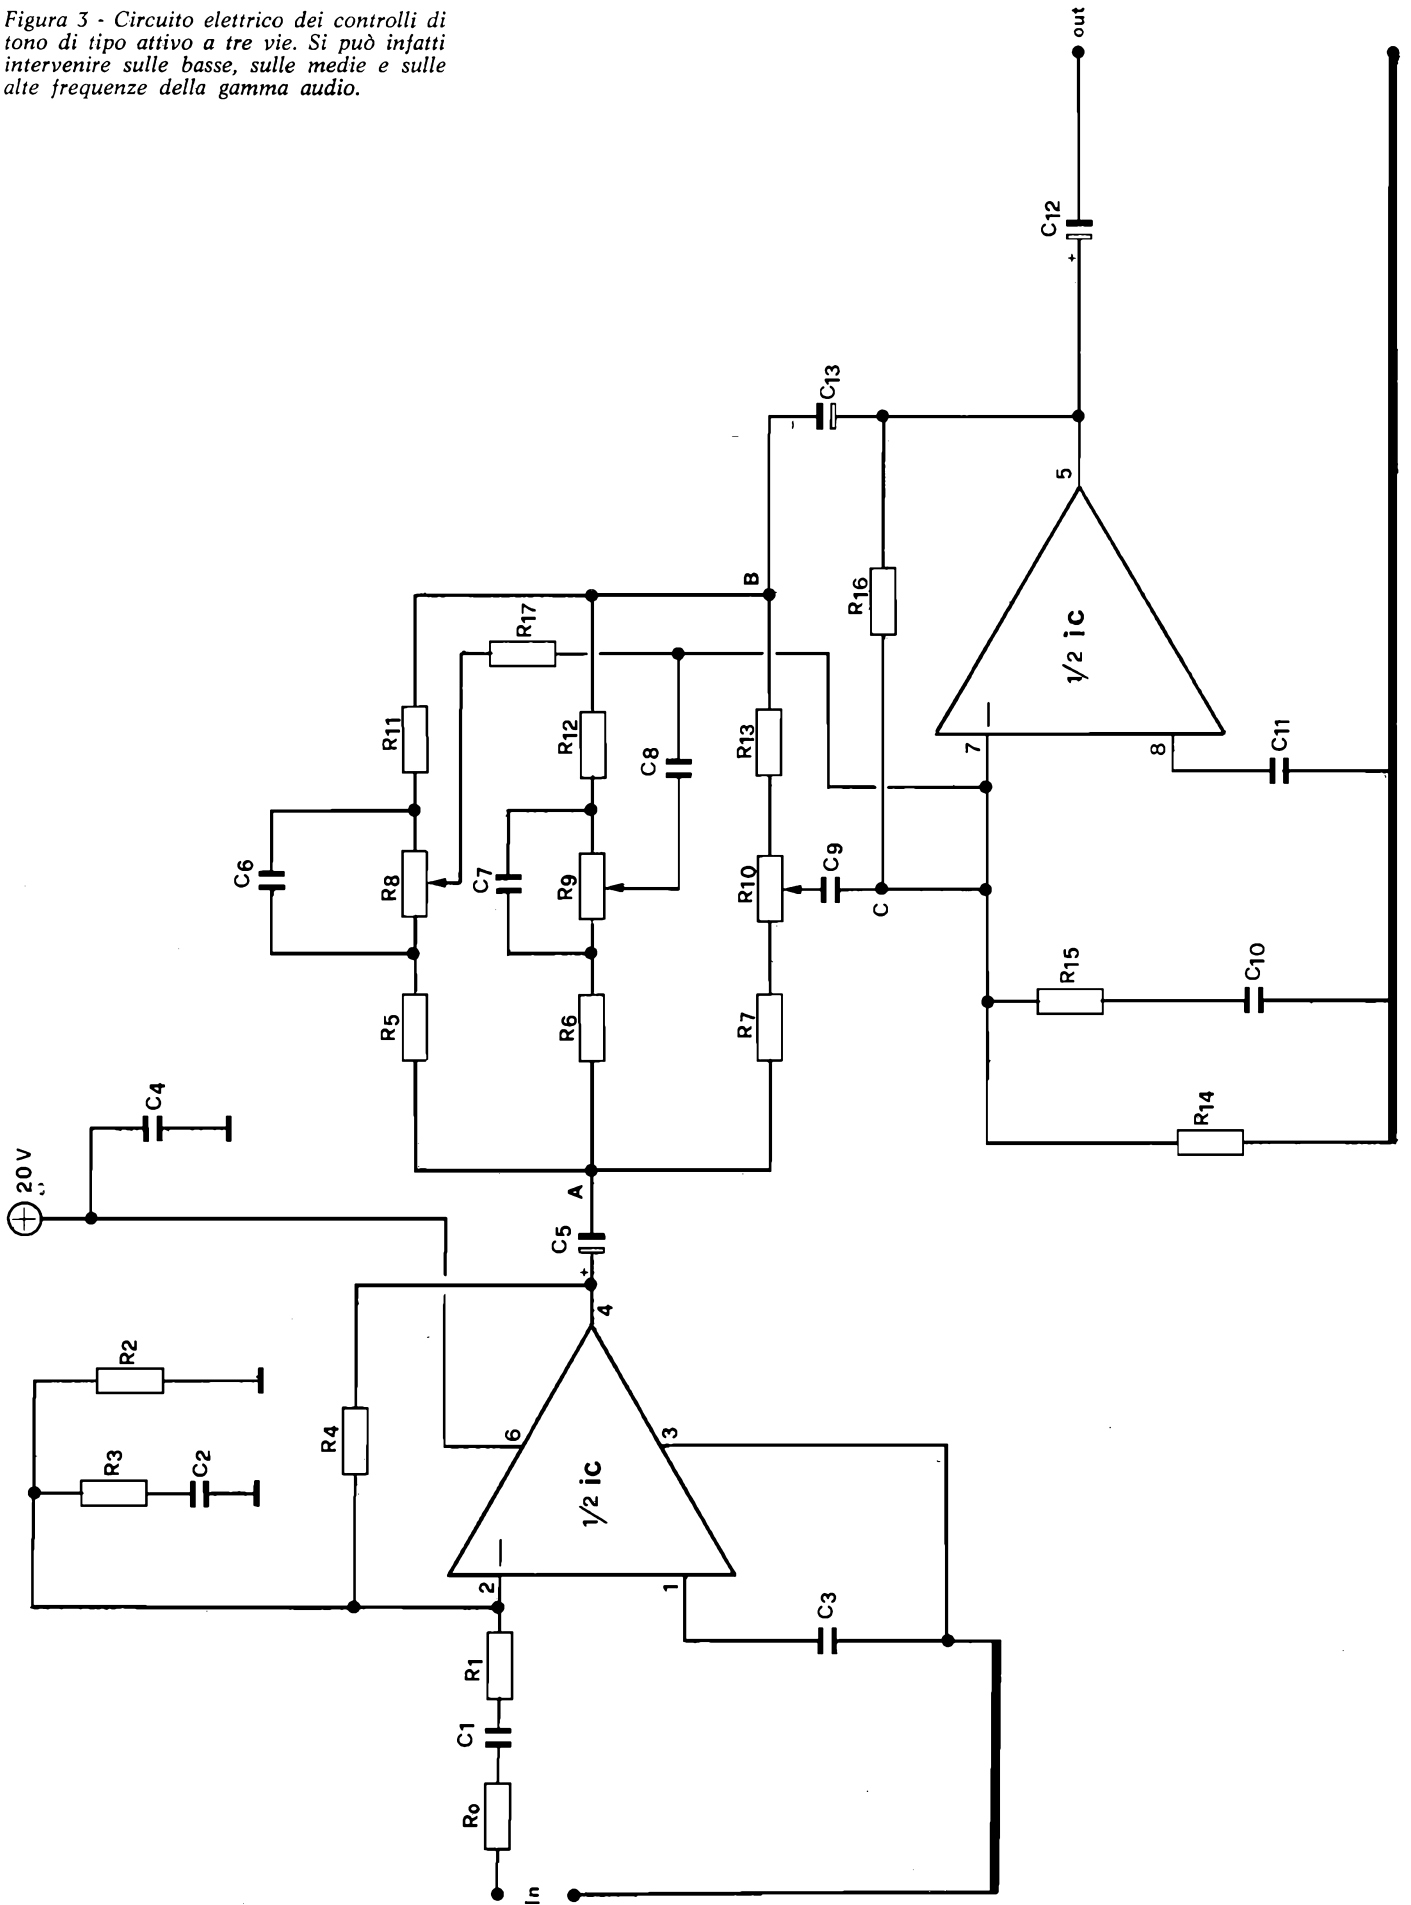 Figura 3 - Circuito elettrico dei controlli di
tono di tipo attivo a tre vie. Si può infatti
intervenire sulle basse, sulle medie e sulle
alte frequenze della gamma audio.
In
Ro
C1
R1
R3
C2
R2
R4
2
1
6
3
4
1/2 ic
C3
+
C5
20 V
C4
A
R5
R6
R7
C6
R8
C7
R9
R10
C8
C9
C
R11
R12
R13
R17
B
R14
R15
C10
R16
C13
7
8
5
1/2 ic
C11
+
C12
out